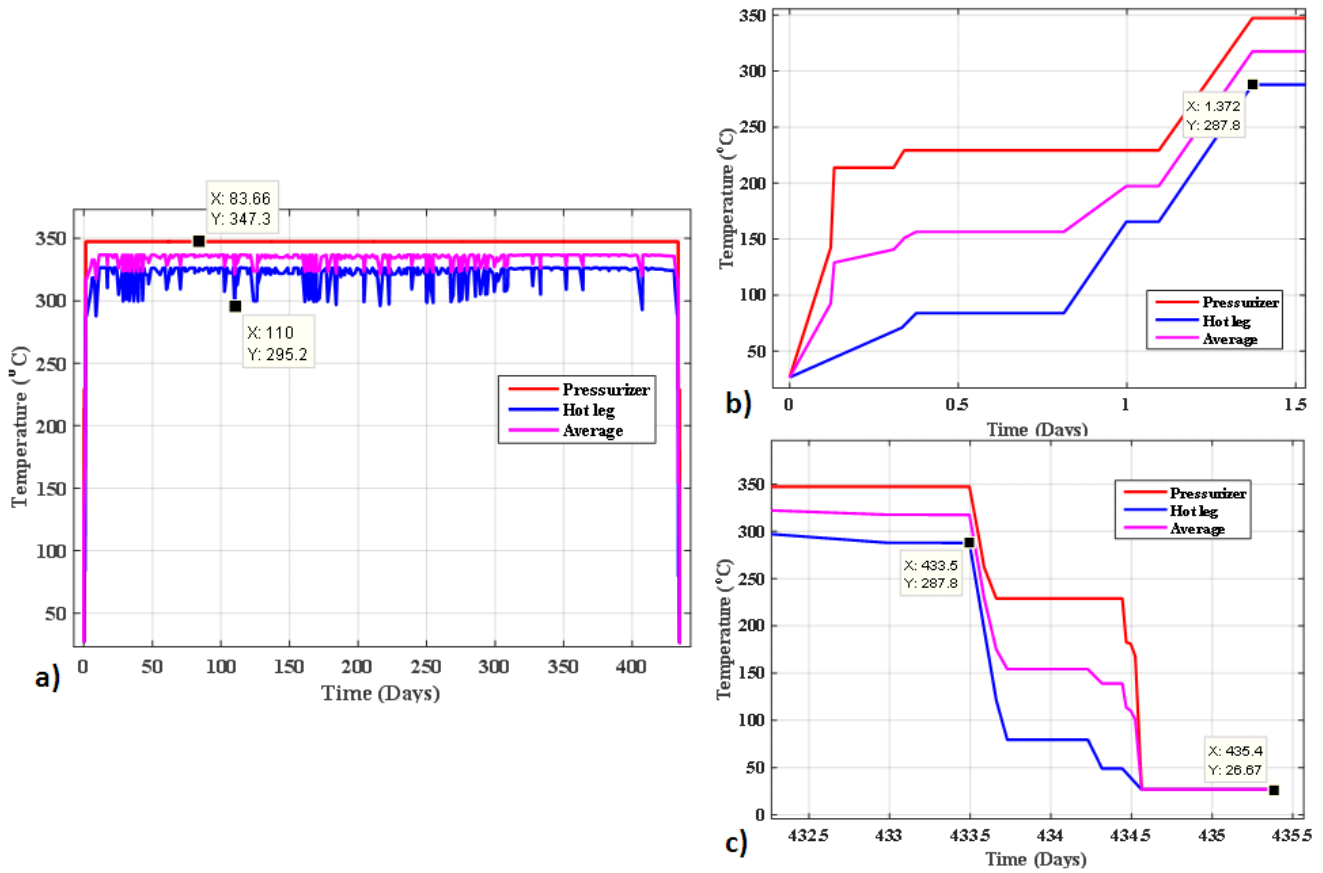 X: 83.66
Y: 347.3
X: 110
Y: 295.2
Pressurizer
Hot leg
Average
350
300
250
200
150
100
50
0 50 100 150 200 250 300 350 400
Temperature (°C)
Time (Days)
a)
X: 1.372
Y: 287.8
Pressurizer
Hot leg
Average
350
300
250
200
150
100
50
0 0.5 1 1.5
Temperature (°C)
Time (Days)
b)
Pressurizer
Hot leg
Average
X: 433.5
Y: 287.8
X: 435.4
Y: 26.67
350
300
250
200
150
100
50
0
432.5 433 433.5 434 434.5 435 435.5
Temperature (°C)
Time (Days)
c)